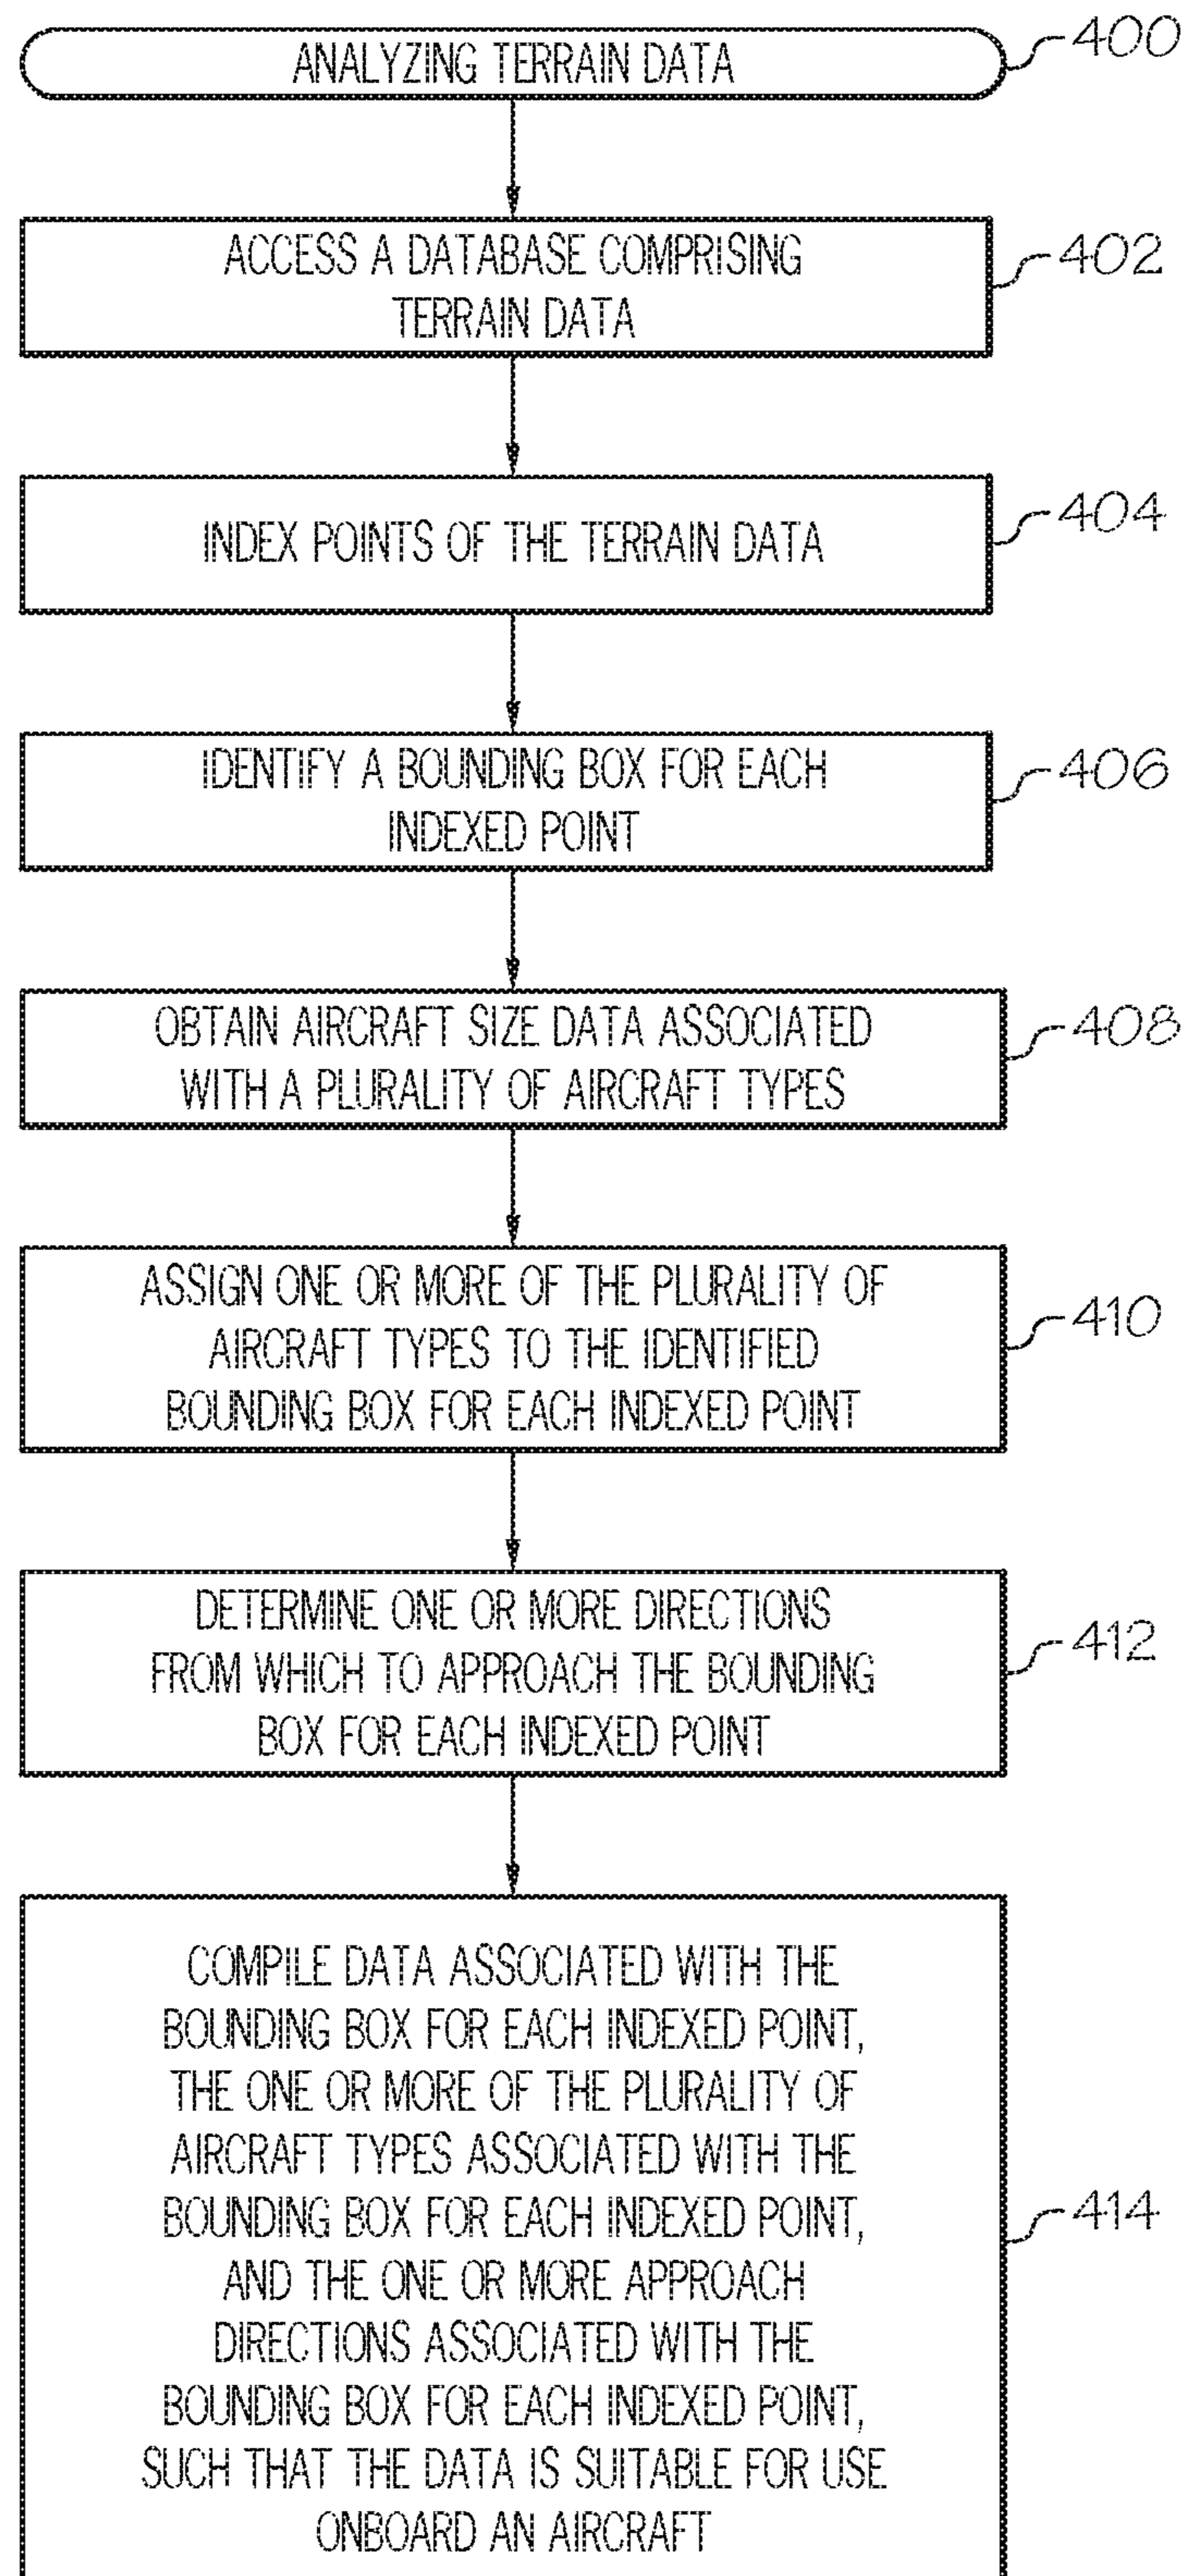 ANALYZING TERRAIN DATA
400
ACCESS A DATABASE COMPRISING
TERRAIN DATA
402
INDEX POINTS OF THE TERRAIN DATA
404
IDENTIFY A BOUNDING BOX FOR EACH
INDEXED POINT
406
OBTAIN AIRCRAFT SIZE DATA ASSOCIATED
WITH A PLURALITY OF AIRCRAFT TYPES
408
ASSIGN ONE OR MORE OF THE PLURALITY OF
AIRCRAFT TYPES TO THE IDENTIFIED
BOUNDING BOX FOR EACH INDEXED POINT
410
DETERMINE ONE OR MORE DIRECTIONS
FROM WHICH TO APPROACH THE BOUNDING
BOX FOR EACH INDEXED POINT
412
COMPILE DATA ASSOCIATED WITH THE
BOUNDING BOX FOR EACH INDEXED POINT,
THE ONE OR MORE OF THE PLURALITY OF
AIRCRAFT TYPES ASSOCIATED WITH THE
BOUNDING BOX FOR EACH INDEXED POINT,
AND THE ONE OR MORE APPROACH
DIRECTIONS ASSOCIATED WITH THE
BOUNDING BOX FOR EACH INDEXED POINT,
SUCH THAT THE DATA IS SUITABLE FOR USE
ONBOARD AN AIRCRAFT
414